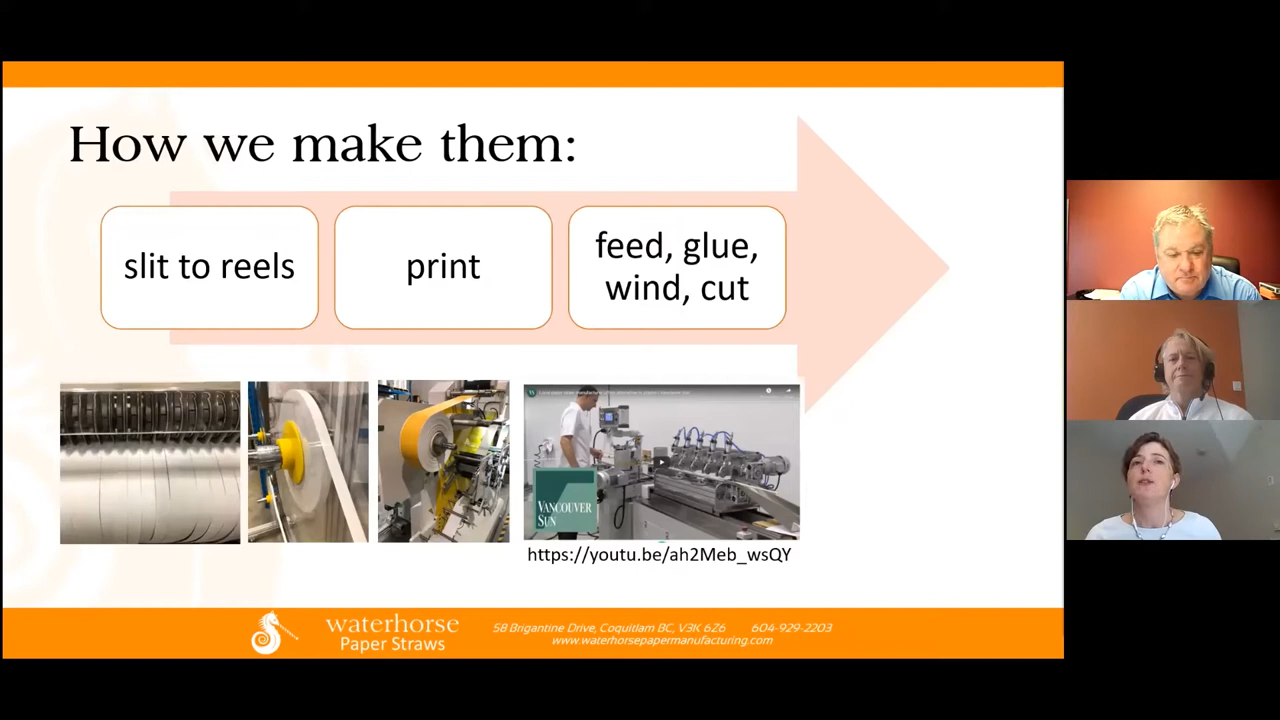 How we make them:
slit to reels
print
feed, glue,
wind, cut
VANCOUVER
SUN
https://youtu.be/ah2Meb_wsQY
waterhorse
Paper Straws
58 Brigantine Drive, Coquitlam BC, V3K 6Z6 604-929-2203
www.waterhorsepapermanufacturing.com